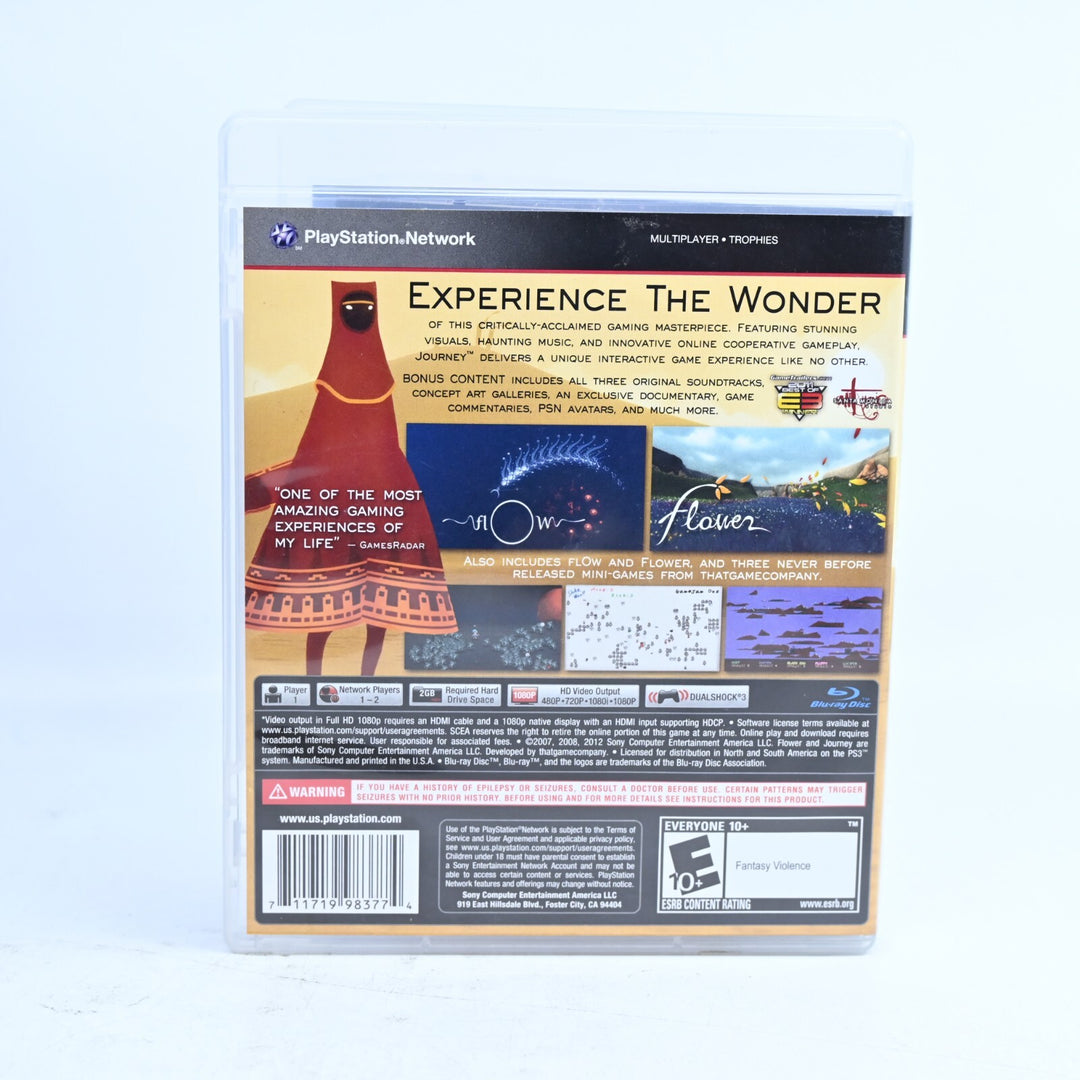 PlayStation®Network
MULTIPLAYER • TROPHIES
EXPERIENCE THE WONDER
OF THIS CRITICALLY-ACCLAIMED GAMING MASTERPIECE. FEATURING STUNNING
VISUALS, HAUNTING MUSIC, AND INNOVATIVE ONLINE COOPERATIVE GAMEPLAY,
JOURNEY™ DELIVERS A UNIQUE INTERACTIVE GAME EXPERIENCE LIKE NO OTHER.
BONUS CONTENT INCLUDES ALL THREE ORIGINAL SOUNDTRACKS,
CONCEPT ART GALLERIES, AN EXCLUSIVE DOCUMENTARY, GAME
COMMENTARIES, PSN AVATARS, AND MUCH MORE.
"ONE OF THE MOST
AMAZING GAMING
EXPERIENCES OF
MY LIFE" – GAMESRADAR
flOw
flower
ALSO INCLUDES FLOW AND FLOWER, AND THREE NEVER BEFORE
RELEASED MINI-GAMES FROM THATGAMECOMPANY.
Player
1
Network Players
1 – 2
2GB
Required Hard
Drive Space
1080P
HD Video Output
480P•720P•1080i•1080P
DUALSHOCK®3
Blu-ray Disc™
*Video output in Full HD 1080p requires an HDMI cable and a 1080p native display with an HDMI input supporting HDCP. • Software license terms available at
www.us.playstation.com/support/useragreements. SCEA reserves the right to retire the online portion of this game at any time. Online play and download requires
broadband internet service. User responsible for associated fees. • ©2007, 2008, 2012 Sony Computer Entertainment America LLC. Flower and Journey are
trademarks of Sony Computer Entertainment America LLC. Developed by thatgamecompany. • Licensed for distribution in North and South America on the PS3™
system. Manufactured and printed in the U.S.A. • Blu-ray Disc™, Blu-ray™, and the logos are trademarks of the Blu-ray Disc Association.
WARNING
IF YOU HAVE A HISTORY OF EPILEPSY OR SEIZURES, CONSULT A DOCTOR BEFORE USE. CERTAIN PATTERNS MAY TRIGGER
SEIZURES WITH NO PRIOR HISTORY. BEFORE USING AND FOR MORE DETAILS SEE INSTRUCTIONS FOR THIS PRODUCT.
www.us.playstation.com
7 11719 98377 4
Use of the PlayStation®Network is subject to the Terms of
Service and User Agreement and applicable privacy policy,
see www.us.playstation.com/support/useragreements.
Children under 18 must have parental consent to establish
a Sony Entertainment Network Account and may not be
able to access certain content or services. PlayStation
Network features and offerings may change without notice.
Sony Computer Entertainment America LLC
919 East Hillsdale Blvd., Foster City, CA 94404
EVERYONE 10+
™
E
10+
Fantasy Violence
ESRB CONTENT RATING
www.esrb.org